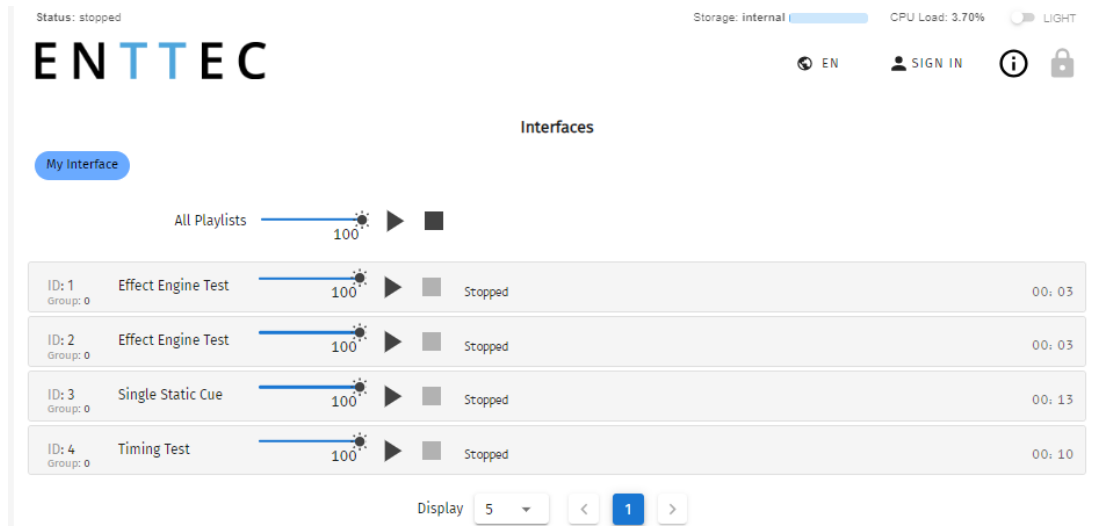 Status: stopped Storage: internal CPU Load: 3.70% LIGHT
ENTTEC
EN SIGN IN
Interfaces
My Interface
All Playlists 100
ID: 1 Effect Engine Test 100 Stopped 00: 03
Group: 0
ID: 2 Effect Engine Test 100 Stopped 00: 03
Group: 0
ID: 3 Single Static Cue 100 Stopped 00: 13
Group: 0
ID: 4 Timing Test 100 Stopped 00: 10
Group: 0
Display 5 < 1 >